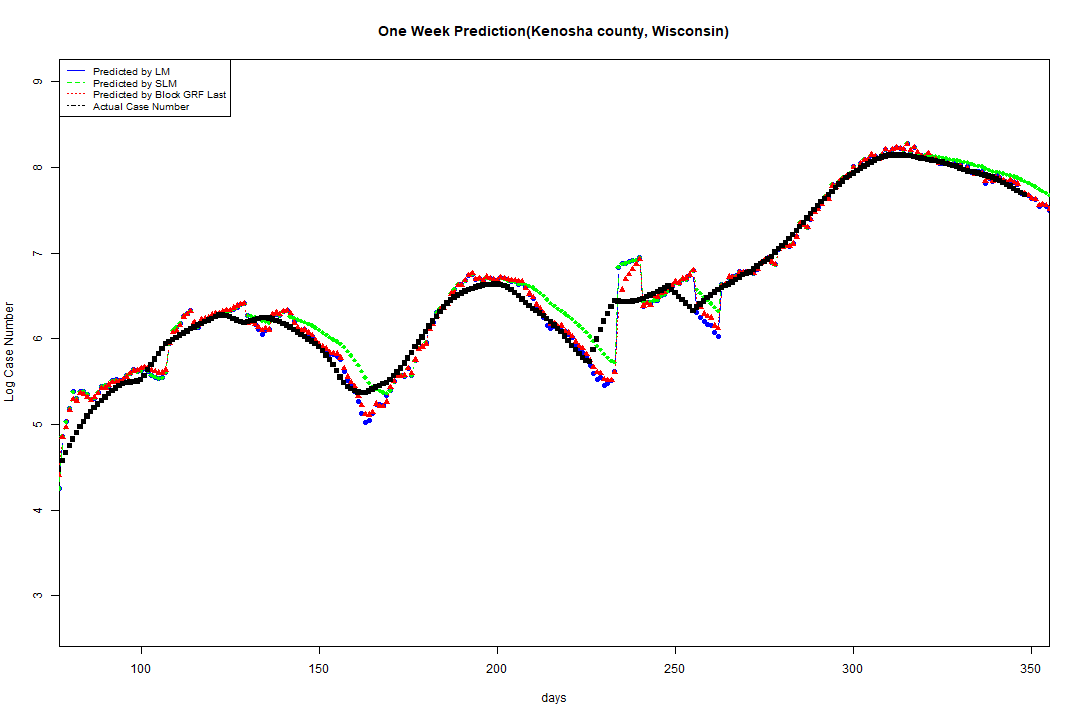 One Week Prediction(Kenosha county, Wisconsin)
Predicted by LM
Predicted by SLM
Predicted by Block GRF Last
Actual Case Number
9
8
7
6
5
4
3
Log Case Number
100 150 200 250 300 350
days